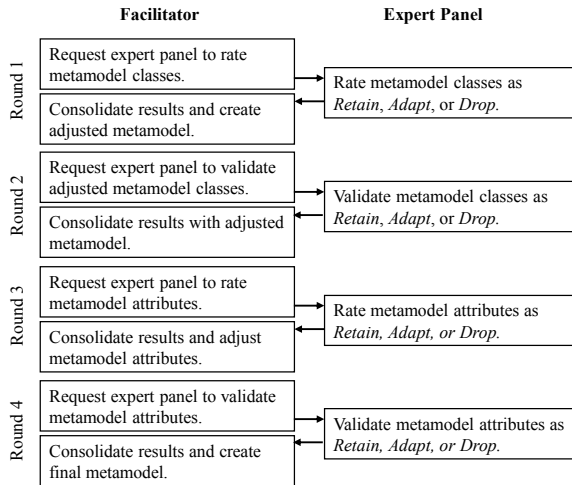 Facilitator
Expert Panel
Round 1
Request expert panel to rate
metamodel classes.
Consolidate results and create
adjusted metamodel.
Rate metamodel classes as
Retain, Adapt, or Drop.
Round 2
Request expert panel to validate
adjusted metamodel classes.
Consolidate results with adjusted
metamodel.
Validate metamodel classes as
Retain, Adapt, or Drop.
Round 3
Request expert panel to rate
metamodel attributes.
Consolidate results and adjust
metamodel attributes.
Rate metamodel attributes as
Retain, Adapt, or Drop.
Round 4
Request expert panel to validate
metamodel attributes.
Consolidate results and create
final metamodel.
Validate metamodel attributes as
Retain, Adapt, or Drop.